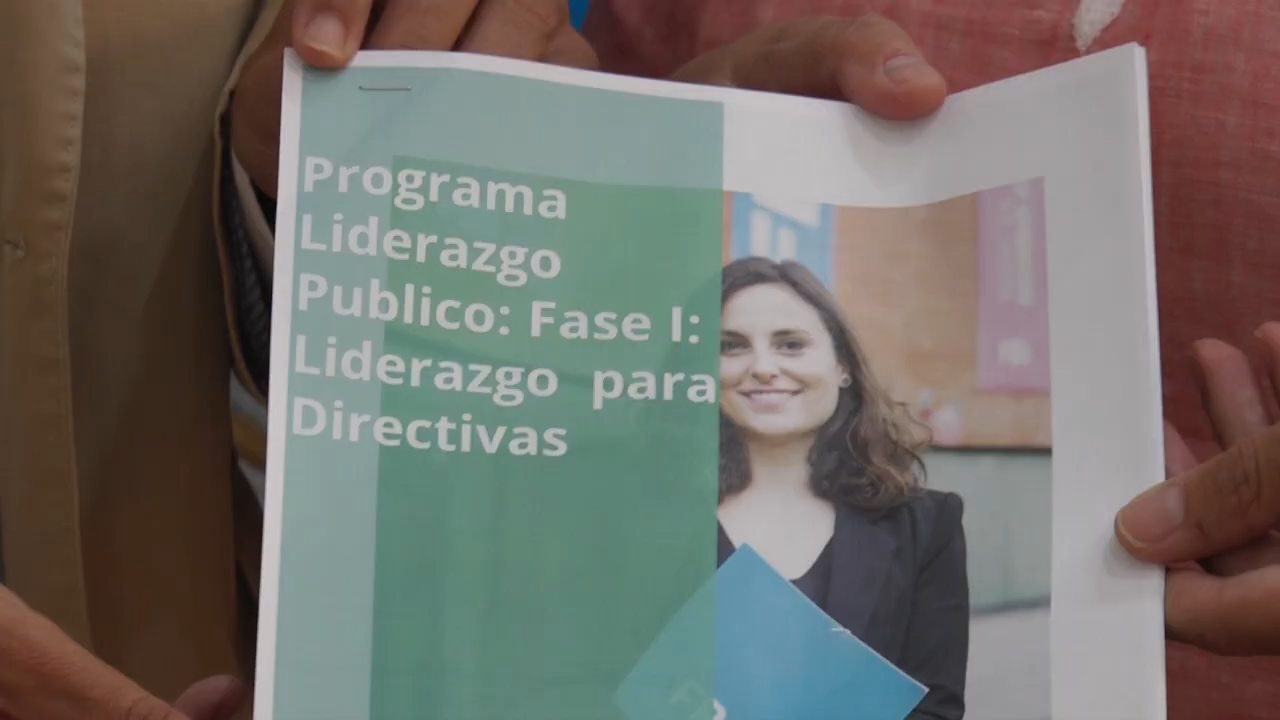 Programa
Liderazgo
Publico: Fase I:
Liderazgo para
Directivas